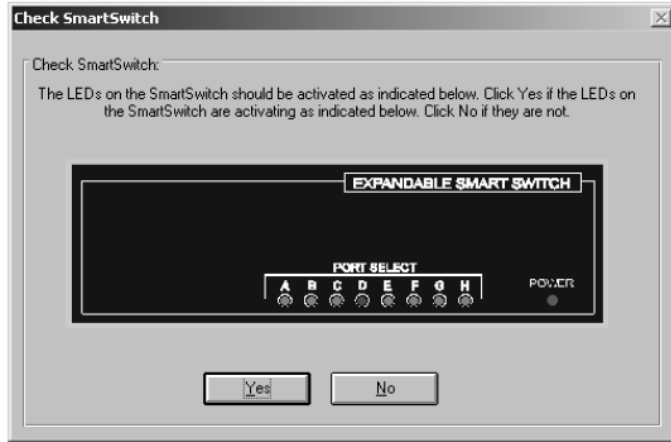 Check SmartSwitch
Check SmartSwitch:
The LEDs on the SmartSwitch should be activated as indicated below. Click Yes if the LEDs on
the SmartSwitch are activating as indicated below. Click No if they are not.
EXPANDABLE SMART SWITCH
PORT SELECT
A B C D E F G H
POWER
Yes No